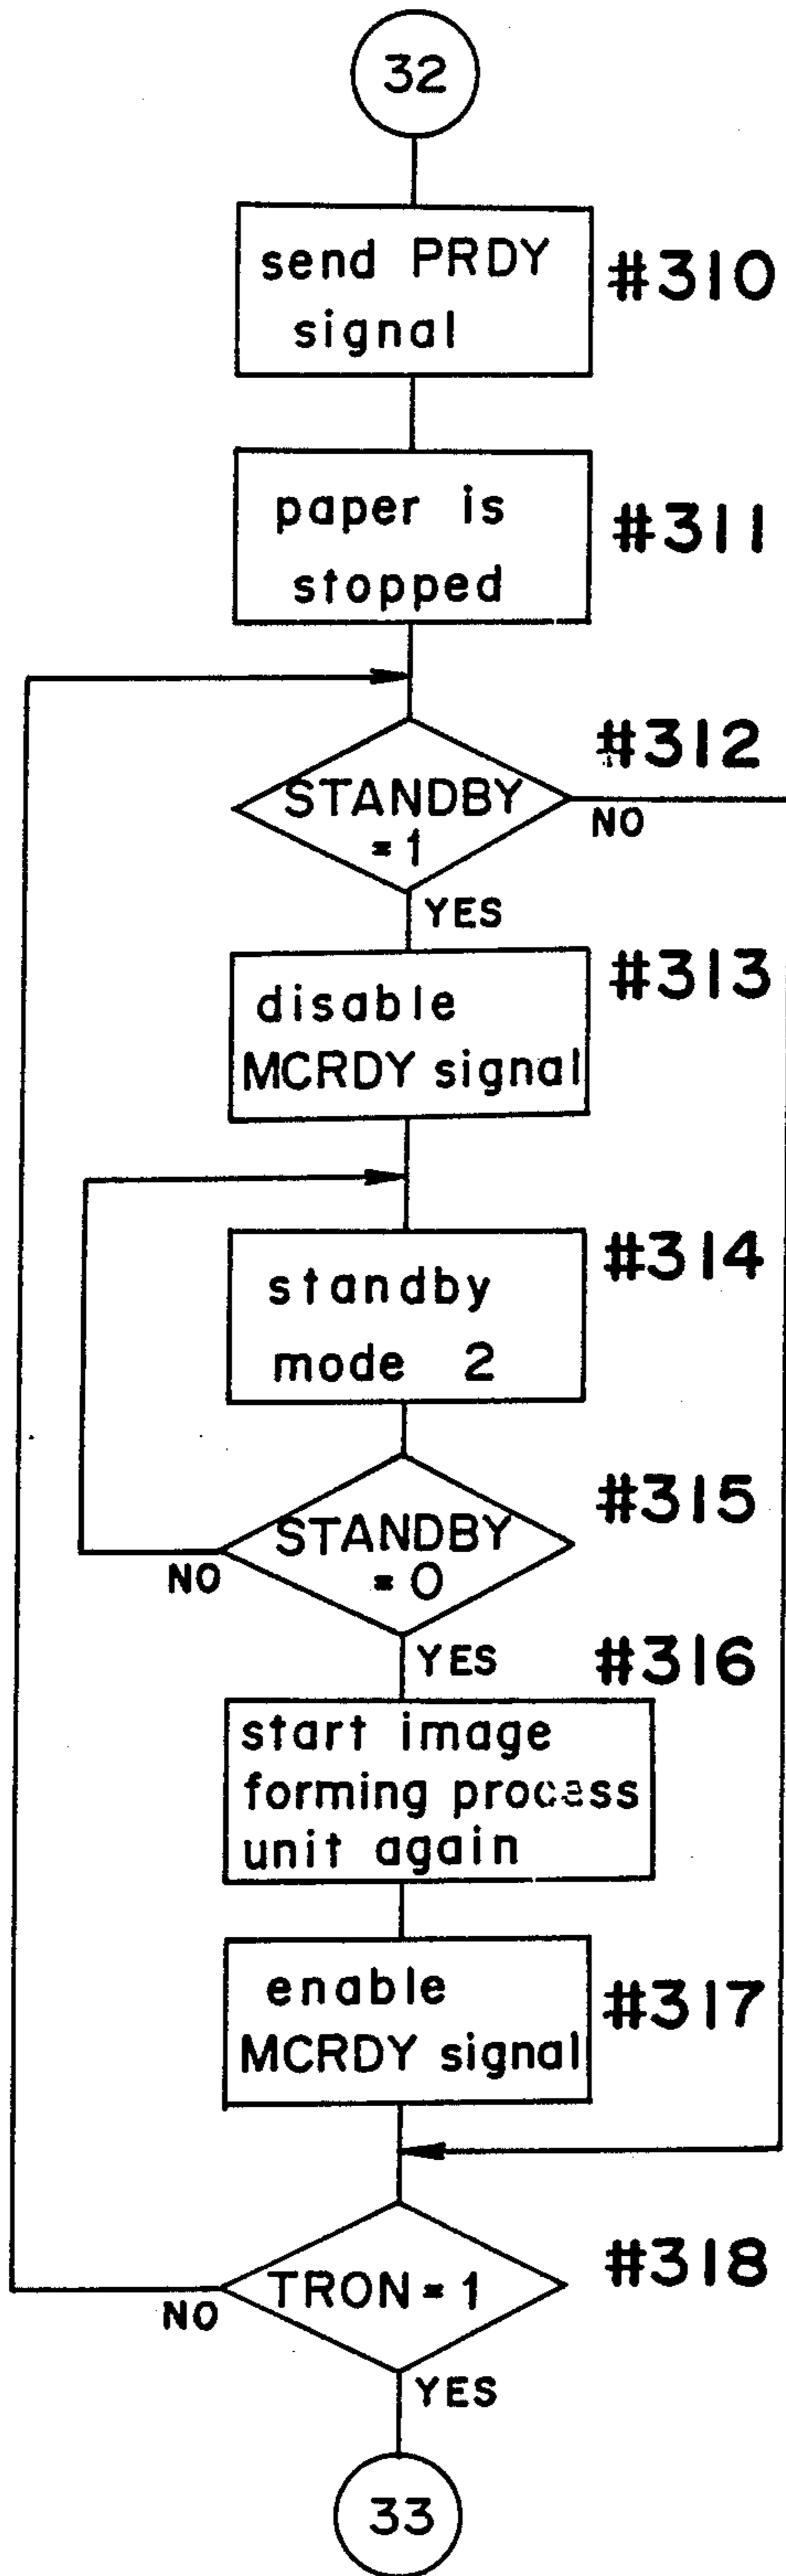 32
send PRDY
signal
#310
paper is
stopped
#311
#312
STANDBY
= 1
NO
YES
#313
disable
MCRDY signal
#314
standby
mode 2
#315
STANDBY
= 0
NO
YES
#316
start image
forming process
unit again
enable
MCRDY signal
#317
#318
TRON = 1
NO
YES
33